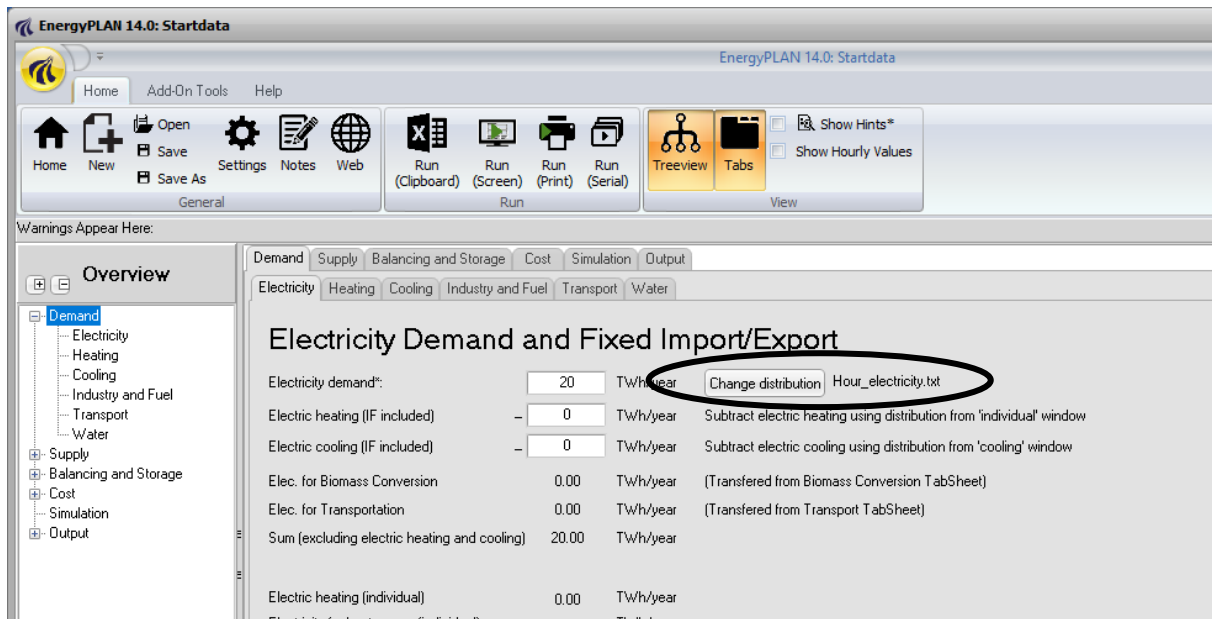 EnergyPLAN 14.0: Startdata
EnergyPLAN 14.0: Startdata
Home Add-On Tools Help
Home
New
Open
Save
Save As
Settings
Notes
Web
General
Run (Clipboard)
Run (Screen)
Run (Print)
Run (Serial)
Run
Treeview
Tabs
Show Hints*
Show Hourly Values
View
Warnings Appear Here:
Overview
Demand
Electricity
Heating
Cooling
Industry and Fuel
Transport
Water
Supply
Balancing and Storage
Cost
Simulation
Output
Demand Supply Balancing and Storage Cost Simulation Output
Electricity Heating Cooling Industry and Fuel Transport Water
Electricity Demand and Fixed Import/Export
Electricity demand*: 20 TWh/year Change distribution Hour_electricity.txt
Electric heating (IF included) – 0 TWh/year Subtract electric heating using distribution from 'individual' window
Electric cooling (IF included) – 0 TWh/year Subtract electric cooling using distribution from 'cooling' window
Elec. for Biomass Conversion 0.00 TWh/year (Transfered from Biomass Conversion TabSheet)
Elec. for Transportation 0.00 TWh/year (Transfered from Transport TabSheet)
Sum (excluding electric heating and cooling) 20.00 TWh/year
Electric heating (individual) 0.00 TWh/year